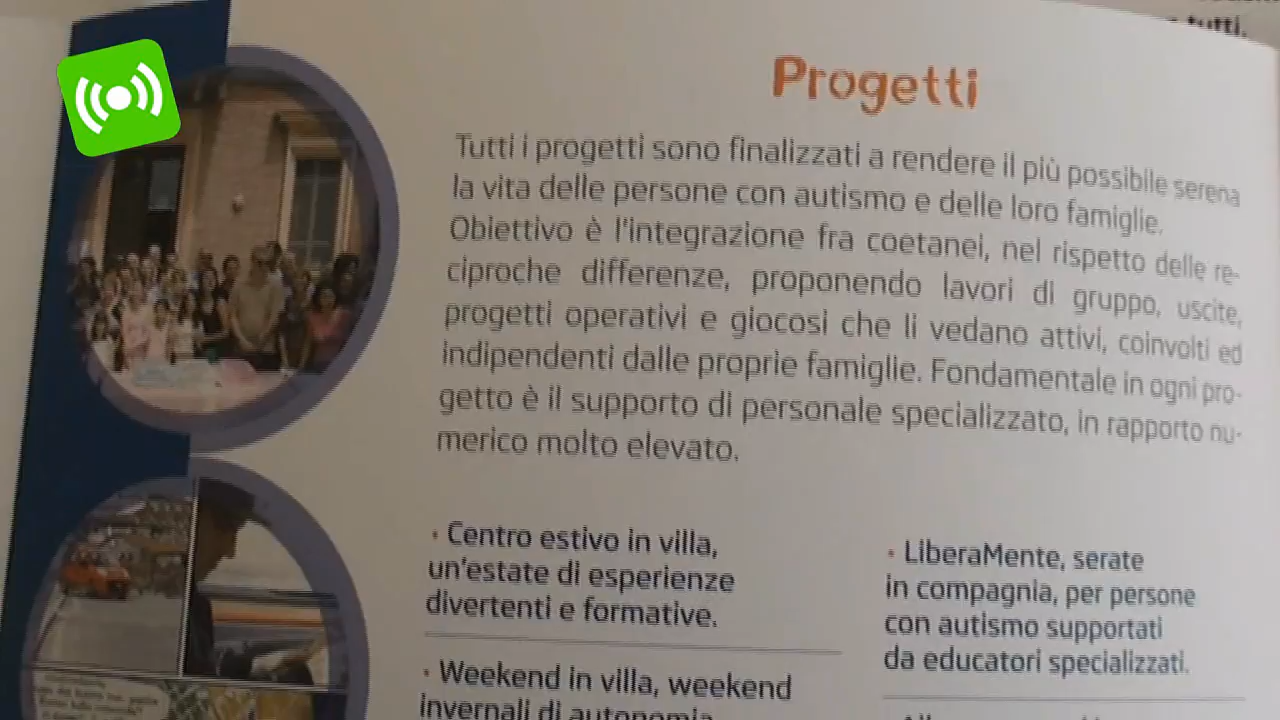 tutti.
Progetti
Tutti i progetti sono finalizzati a rendere il più possibile serena
la vita delle persone con autismo e delle loro famiglie.
Obiettivo è l'integrazione fra coetanei, nel rispetto delle re-
ciproche differenze, proponendo lavori di gruppo, uscite,
progetti operativi e giocosi che li vedano attivi, coinvolti ed
indipendenti dalle proprie famiglie. Fondamentale in ogni pro-
getto è il supporto di personale specializzato, in rapporto nu-
merico molto elevato.
· Centro estivo in villa,
un'estate di esperienze
divertenti e formative.
· Weekend in villa, weekend
invernali di autonomia
· LiberaMente, serate
in compagnia, per persone
con autismo supportati
da educatori specializzati.